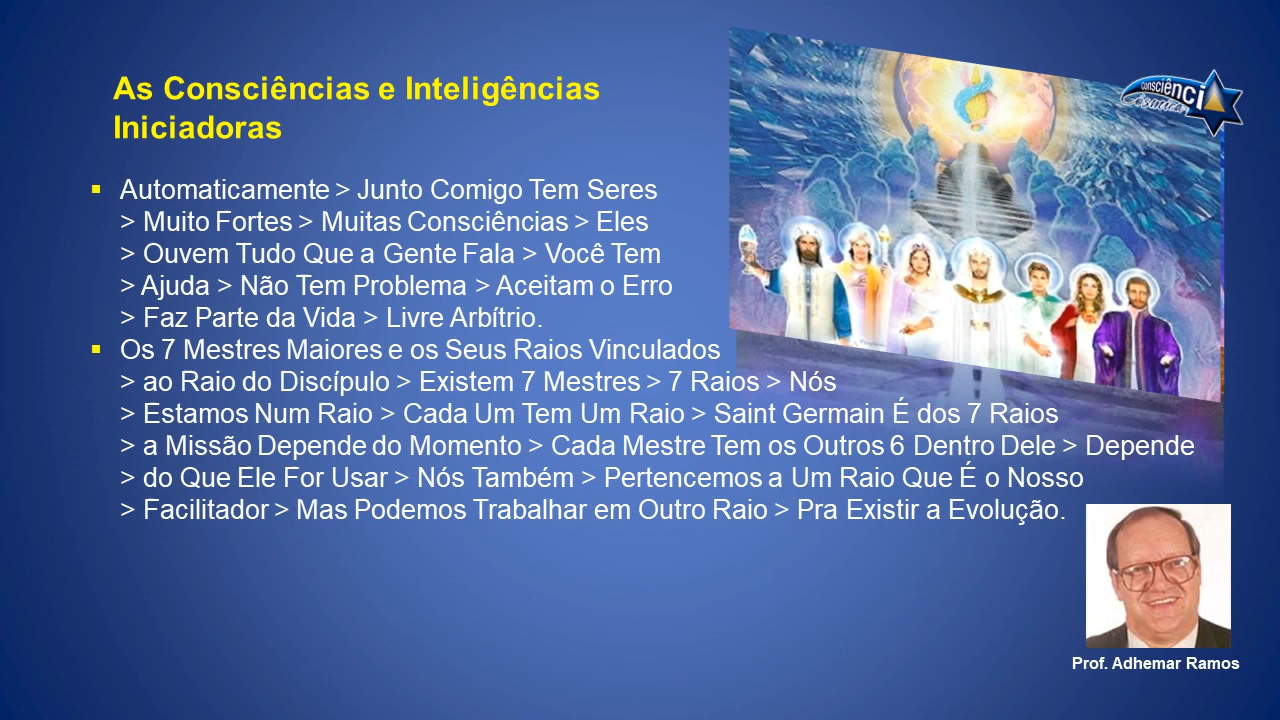 As Consciências e Inteligências
Iniciadoras
consciênci
cósmica
▪ Automaticamente > Junto Comigo Tem Seres
> Muito Fortes > Muitas Consciências > Eles
> Ouvem Tudo Que a Gente Fala > Você Tem
> Ajuda > Não Tem Problema > Aceitam o Erro
> Faz Parte da Vida > Livre Arbítrio.
▪ Os 7 Mestres Maiores e os Seus Raios Vinculados
> ao Raio do Discípulo > Existem 7 Mestres > 7 Raios > Nós
> Estamos Num Raio > Cada Um Tem Um Raio > Saint Germain É dos 7 Raios
> a Missão Depende do Momento > Cada Mestre Tem os Outros 6 Dentro Dele > Depende
> do Que Ele For Usar > Nós Também > Pertencemos a Um Raio Que É o Nosso
> Facilitador > Mas Podemos Trabalhar em Outro Raio > Pra Existir a Evolução.
Prof. Adhemar Ramos